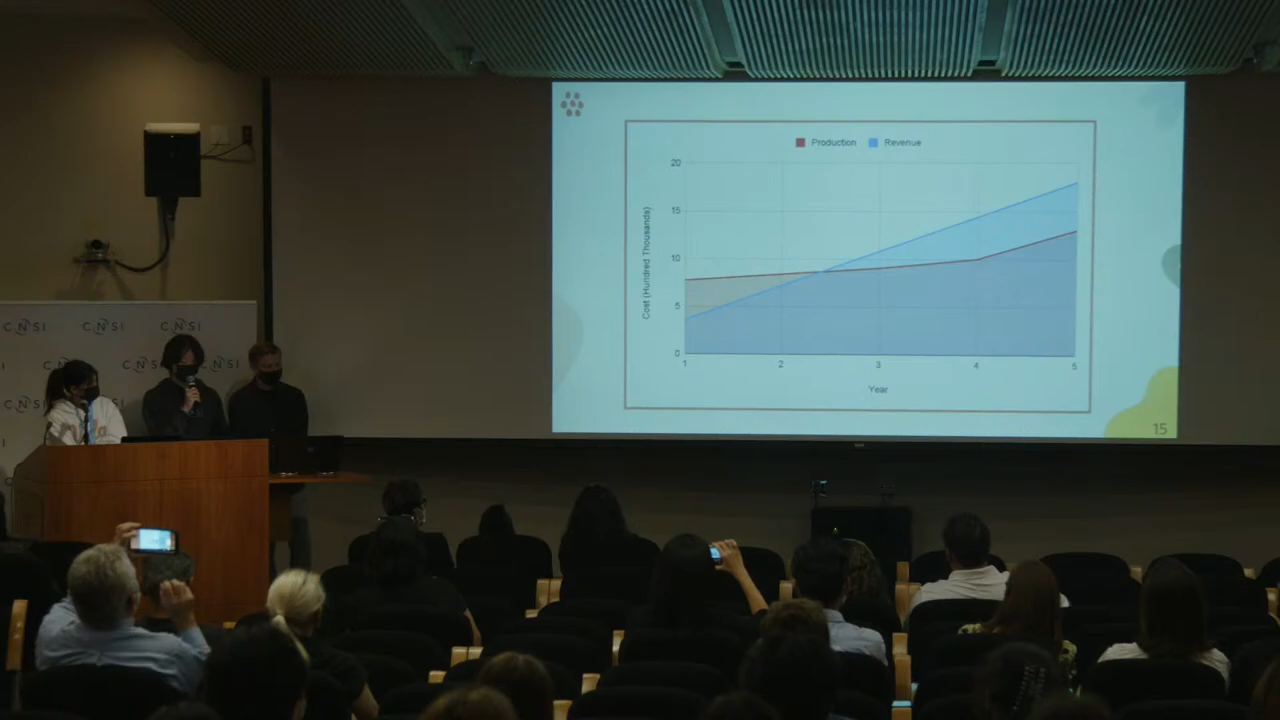 Production Revenue
20
15
10
5
0
1 2 3 4 5
Cost (Hundred Thousands)
Year
15
CNSI CNSI CNSI
CNSI CNSI
CNSI